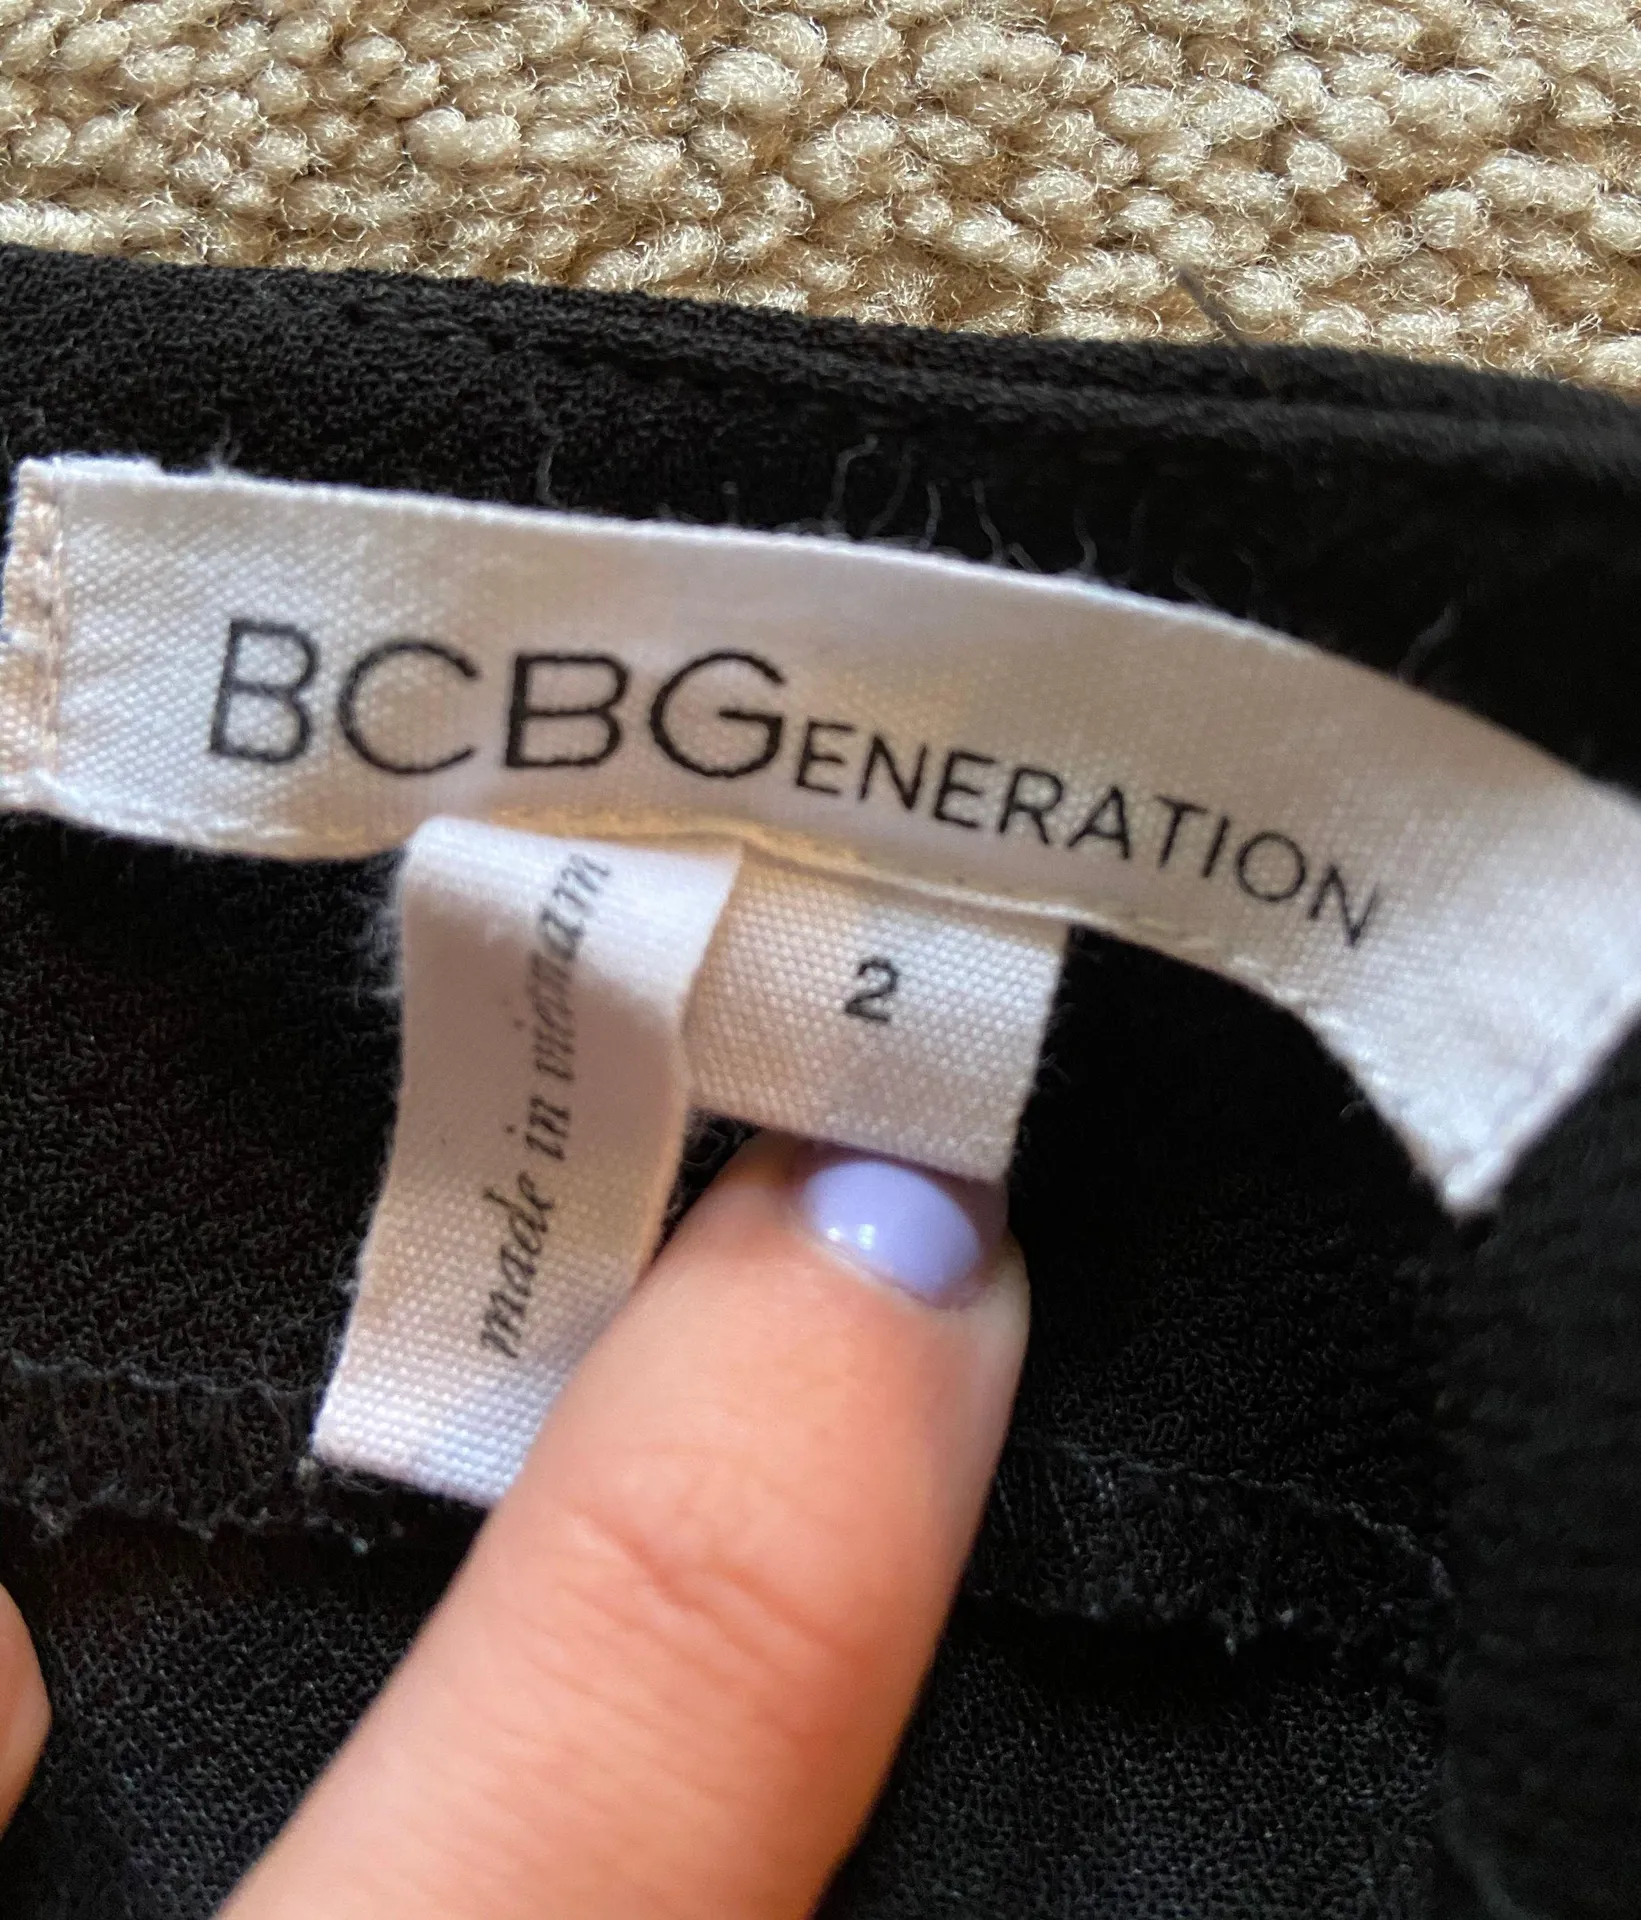 BCBGENERATION
2
made in vietnam